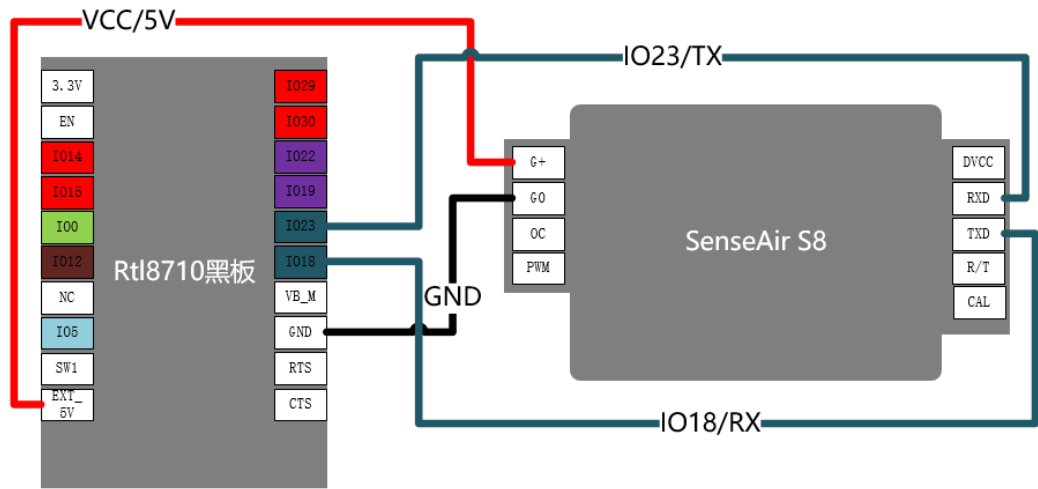 VCC/5V
IO23/TX
3.3V
EN
IO14
IO15
IO0
IO12
NC
IO5
SW1
EXT_
5V
Rtl8710黑板
IO29
IO30
IO22
IO19
IO23
IO18
VB_M
GND
RTS
CTS
GND
G+
G0
OC
PWM
SenseAir S8
DVCC
RXD
TXD
R/T
CAL
IO18/RX